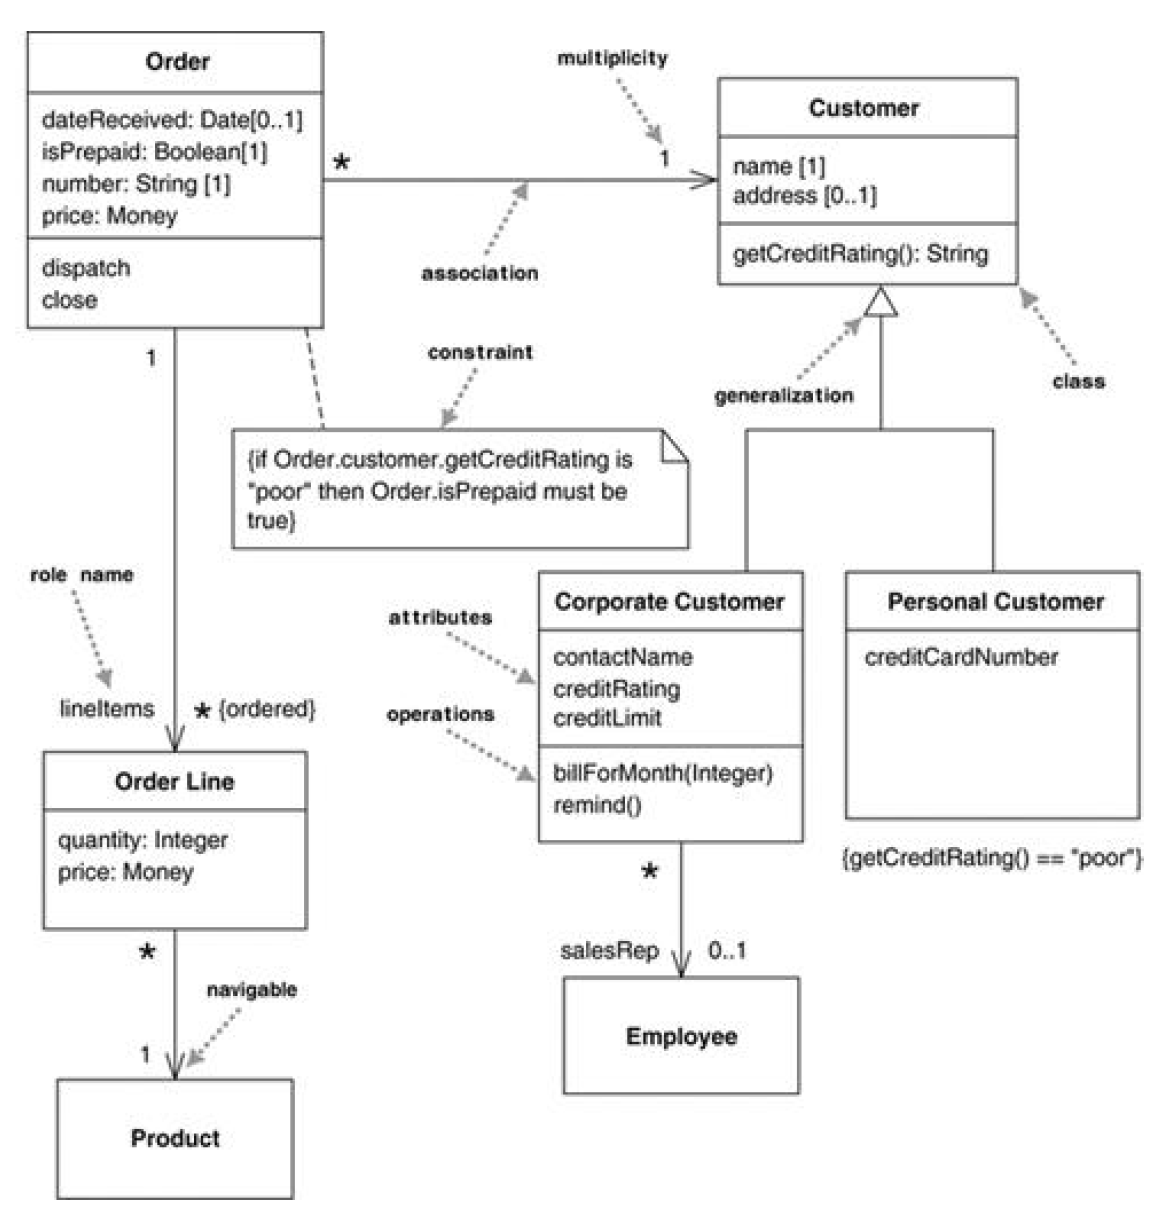 Order
dateReceived: Date[0..1]
isPrepaid: Boolean[1]
number: String [1]
price: Money
dispatch
close
*
multiplicity
1
association
Customer
name [1]
address [0..1]
getCreditRating(): String
generalization
class
1
constraint
{if Order.customer.getCreditRating is
"poor" then Order.isPrepaid must be
true}
role name
lineItems
* {ordered}
Order Line
quantity: Integer
price: Money
*
navigable
1
Product
attributes
operations
Corporate Customer
contactName
creditRating
creditLimit
billForMonth(Integer)
remind()
*
salesRep
0..1
Employee
Personal Customer
creditCardNumber
{getCreditRating() == "poor"}